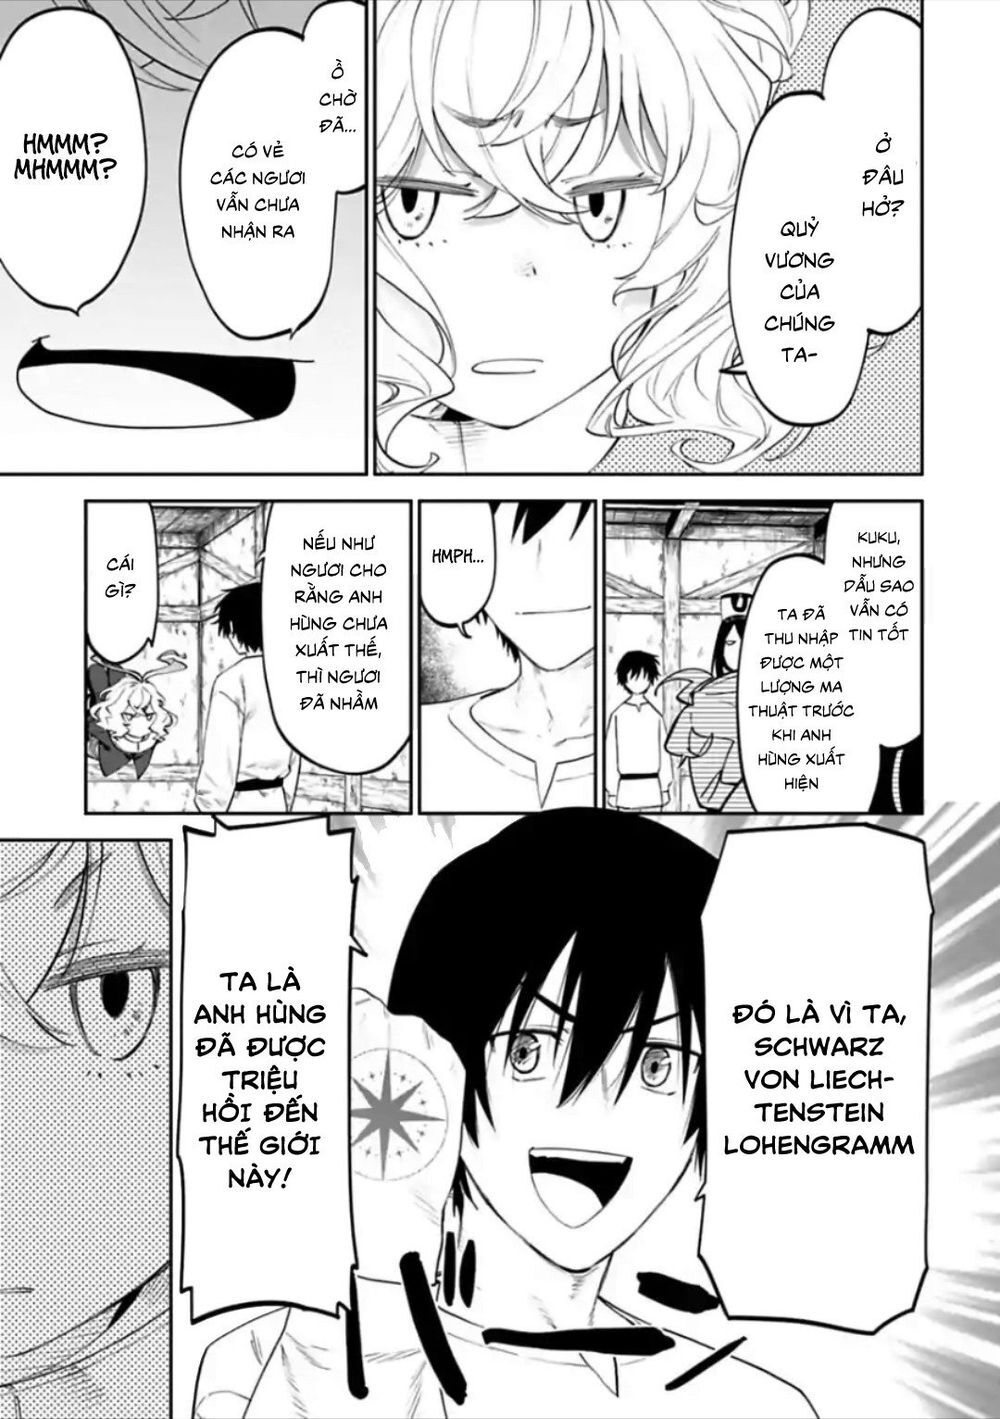 Ở
ĐÂU
HỞ?
QUỶ
VƯƠNG
CỦA
CHÚNG
TA-
Ồ
CHỜ
ĐÃ...
CÓ VẺ
CÁC NGƯƠI
VẪN CHƯA
NHẬN RA
HMMM?
MHMMM?
KUKU,
NHƯNG
DẪU SAO
VẪN CÓ
TIN TỐT
TA ĐÃ
THU NHẬP
ĐƯỢC MỘT
LƯỢNG MA
THUẬT TRƯỚC
KHI ANH
HÙNG XUẤT
HIỆN
HMPH...
NẾU NHƯ
NGƯƠI CHO
RẰNG ANH
HÙNG CHƯA
XUẤT THẾ,
THÌ NGƯƠI
ĐÃ NHẦM
CÁI
GÌ?
ĐÓ LÀ VÌ TA,
SCHWARZ
VON LIECH-
TENSTEIN
LOHENGRAMM
TA LÀ
ANH HÙNG
ĐÃ ĐƯỢC
TRIỆU
HỒI ĐẾN
THẾ GIỚI
NÀY!